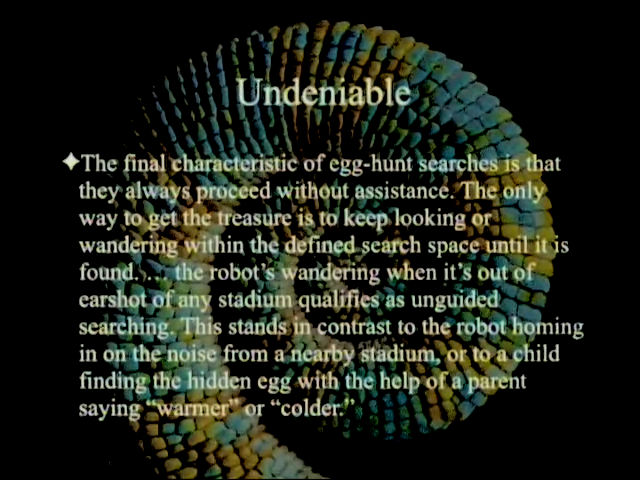 Undeniable
✦The final characteristic of egg-hunt searches is that
they always proceed without assistance. The only
way to get the treasure is to keep looking or
wandering within the defined search space until it is
found. … the robot’s wandering when it’s out of
earshot of any stadium qualifies as unguided
searching. This stands in contrast to the robot homing
in on the noise from a nearby stadium, or to a child
finding the hidden egg with the help of a parent
saying “warmer” or “colder.”